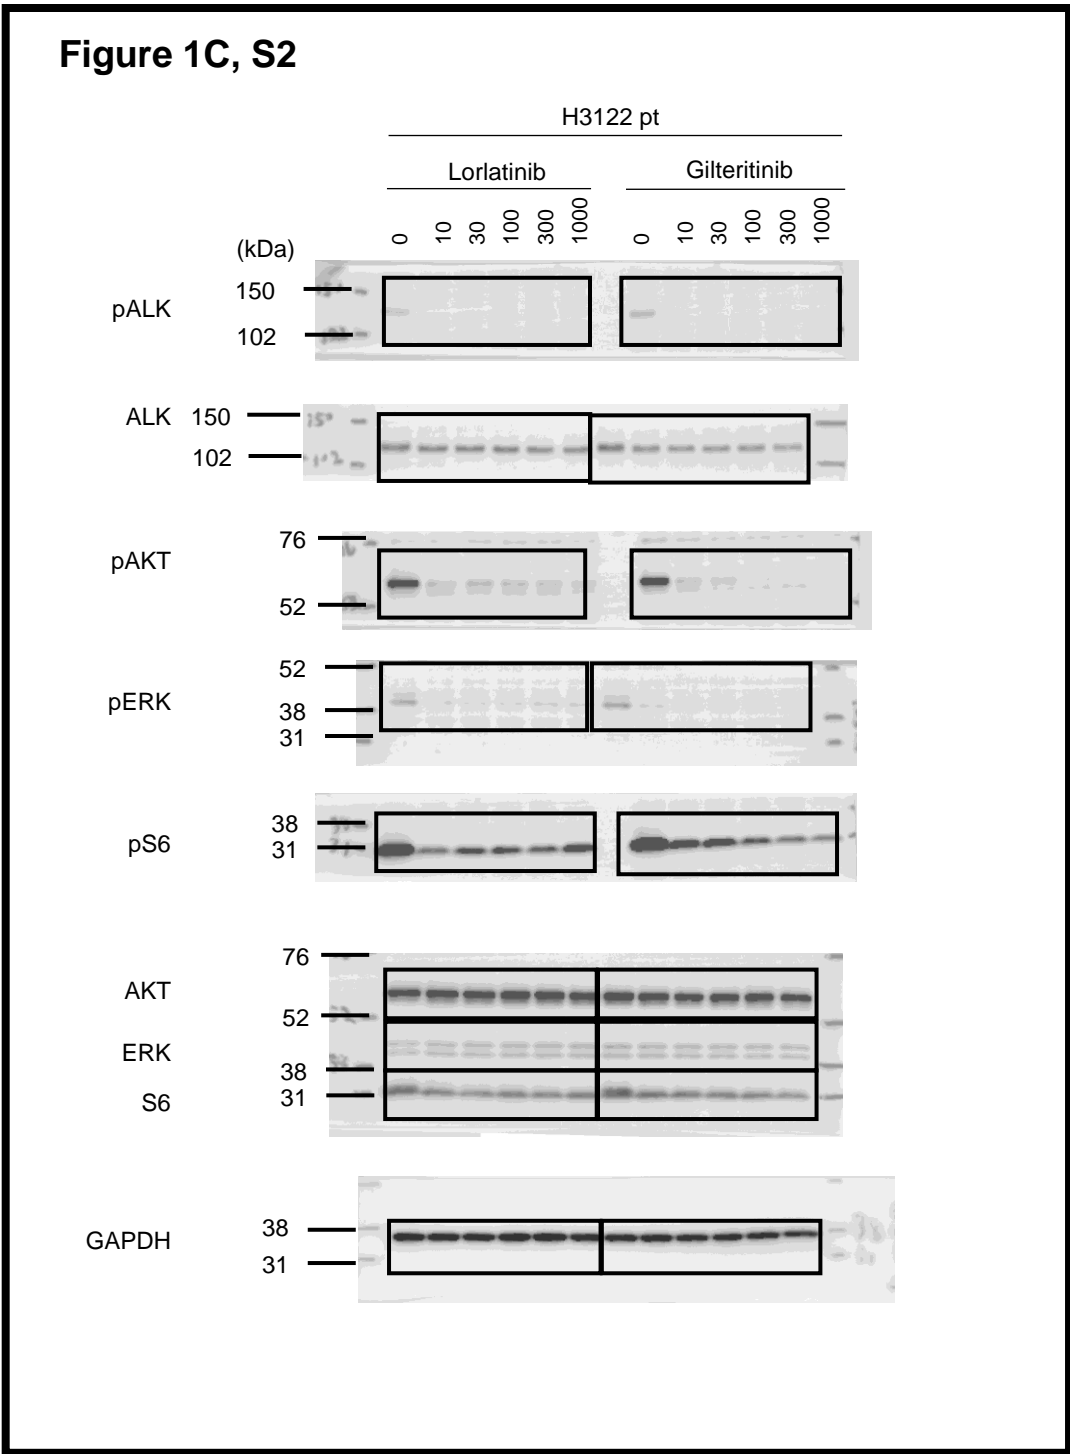 Figure 1C, S2
H3122 pt
Lorlatinib Gilteritinib
0 10 30 100 300 1000 0 10 30 100 300 1000
(kDa)
150
pALK
102
ALK 150
102
76
pAKT
52
52
pERK
38
31
38
pS6
31
76
AKT
52
ERK
38
S6
31
38
GAPDH
31